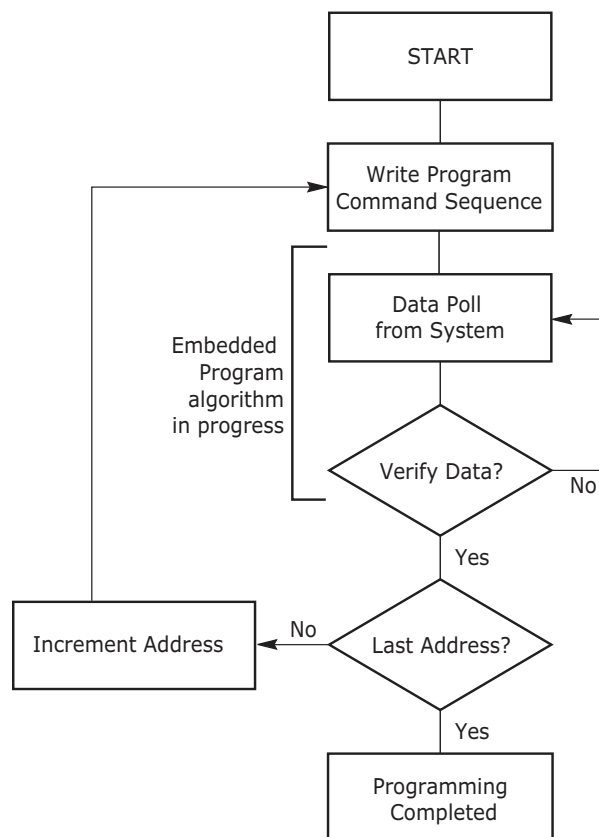 START
Write Program
Command Sequence
Data Poll
from System
Embedded
Program
algorithm
in progress
Verify Data?
No
Yes
Increment Address
No
Last Address?
Yes
Programming
Completed